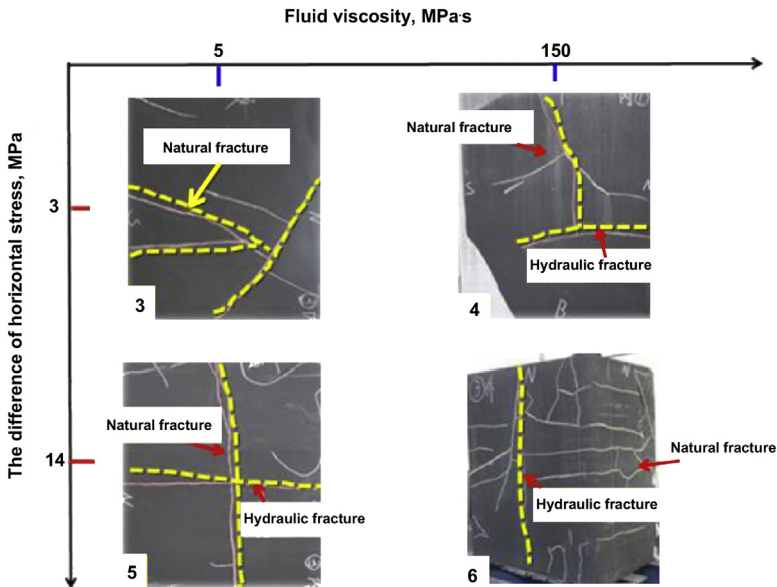 Fluid viscosity, MPa·s
5
150
The difference of horizontal stress, MPa
3
14
Natural fracture
3
Natural fracture
Hydraulic fracture
4
B
Natural fracture
Hydraulic fracture
5
N
Natural fracture
Hydraulic fracture
6